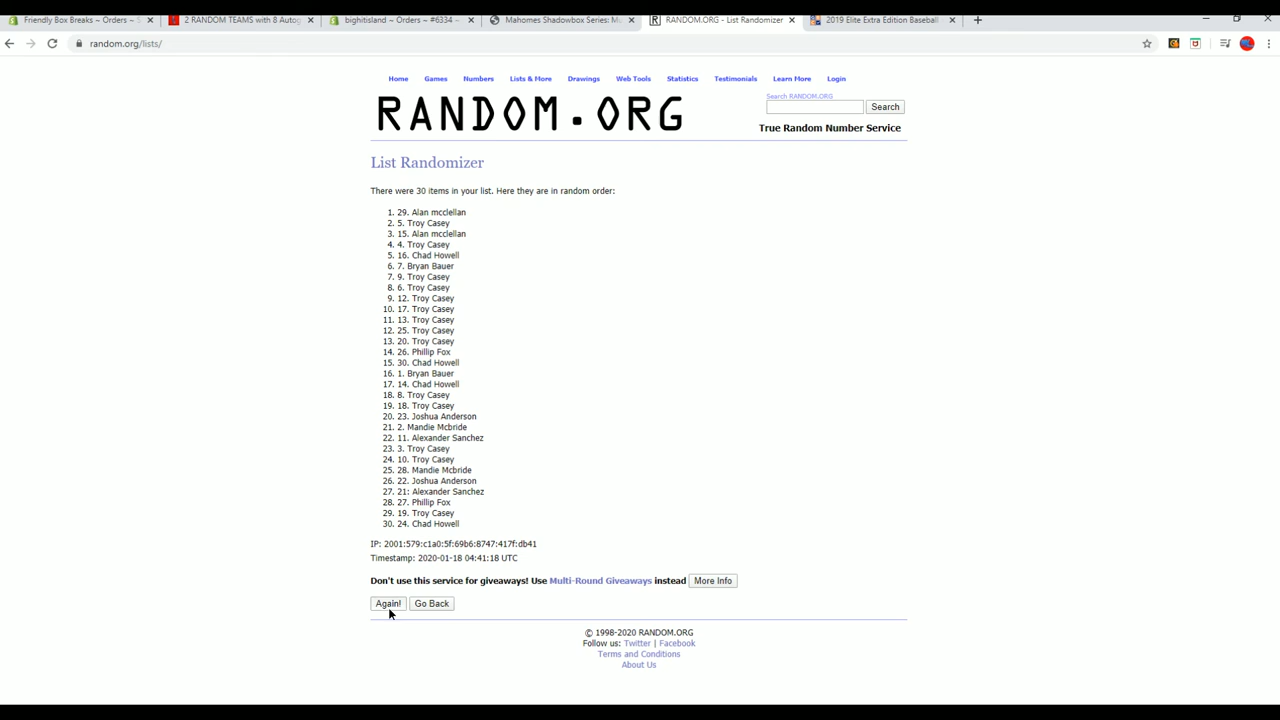 Friendly Box Breaks ~ Orders ~
2 RANDOM TEAMS with 8 Autog
bighitisland ~ Orders ~ #6334 ~
Mahomes Shadowbox Series: M
RANDOM.ORG - List Randomizer
2019 Elite Extra Edition Baseball
random.org/lists/
Home Games Numbers Lists & More Drawings Web Tools Statistics Testimonials Learn More Login
Search RANDOM.ORG
RANDOM.ORG
Search
True Random Number Service
List Randomizer
There were 30 items in your list. Here they are in random order:
1. 29. Alan mcclellan
2. 5. Troy Casey
3. 15. Alan mcclellan
4. 4. Troy Casey
5. 16. Chad Howell
6. 7. Bryan Bauer
7. 9. Troy Casey
8. 6. Troy Casey
9. 12. Troy Casey
10. 17. Troy Casey
11. 13. Troy Casey
12. 25. Troy Casey
13. 20. Troy Casey
14. 26. Phillip Fox
15. 30. Chad Howell
16. 1. Bryan Bauer
17. 14. Chad Howell
18. 8. Troy Casey
19. 18. Troy Casey
20. 23. Joshua Anderson
21. 2. Mandie Mcbride
22. 11. Alexander Sanchez
23. 3. Troy Casey
24. 10. Troy Casey
25. 28. Mandie Mcbride
26. 22. Joshua Anderson
27. 21: Alexander Sanchez
28. 27. Phillip Fox
29. 19. Troy Casey
30. 24. Chad Howell
IP: 2001:579:c1a0:5f:69b6:8747:417f:db41
Timestamp: 2020-01-18 04:41:18 UTC
Don't use this service for giveaways! Use Multi-Round Giveaways instead More Info
Again! Go Back
© 1998-2020 RANDOM.ORG
Follow us: Twitter | Facebook
Terms and Conditions
About Us